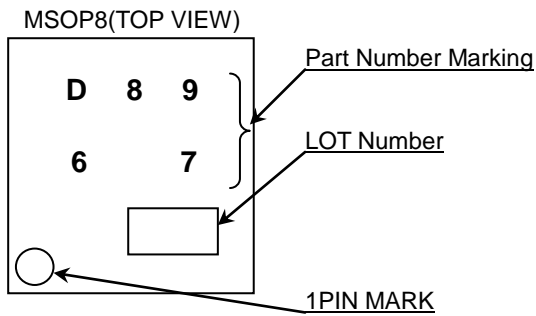 MSOP8(TOP VIEW)
Part Number Marking
D 8 9
LOT Number
6 7
1PIN MARK